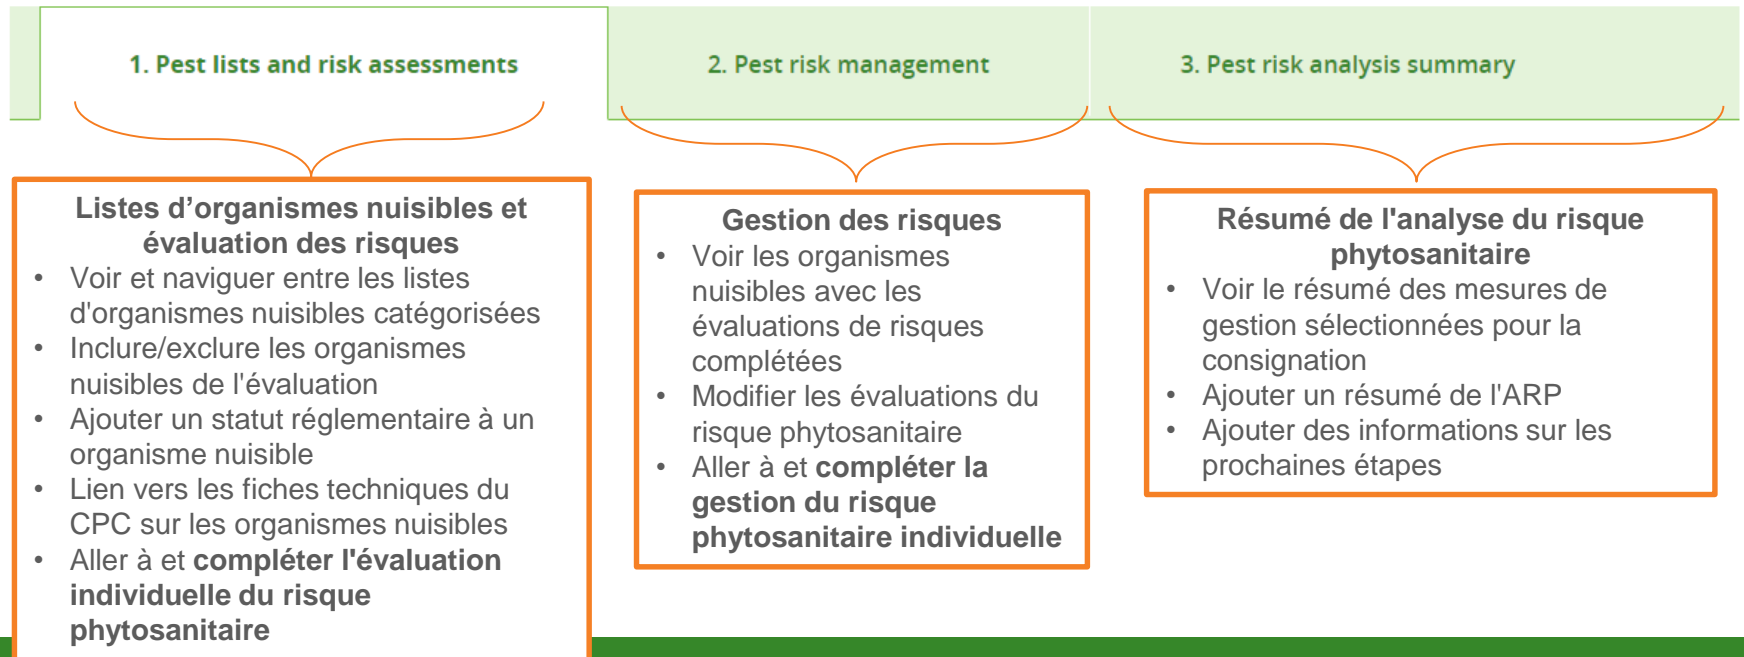 1. Pest lists and risk assessments
2. Pest risk management
3. Pest risk analysis summary
Listes d’organismes nuisibles et
évaluation des risques
• Voir et naviguer entre les listes
d'organismes nuisibles catégorisées
• Inclure/exclure les organismes
nuisibles de l'évaluation
• Ajouter un statut réglementaire à un
organisme nuisible
• Lien vers les fiches techniques du
CPC sur les organismes nuisibles
• Aller à et compléter l'évaluation
individuelle du risque
phytosanitaire
Gestion des risques
• Voir les organismes
nuisibles avec les
évaluations de risques
complétées
• Modifier les évaluations du
risque phytosanitaire
• Aller à et compléter la
gestion du risque
phytosanitaire individuelle
Résumé de l'analyse du risque
phytosanitaire
• Voir le résumé des mesures de
gestion sélectionnées pour la
consignation
• Ajouter un résumé de l'ARP
• Ajouter des informations sur les
prochaines étapes